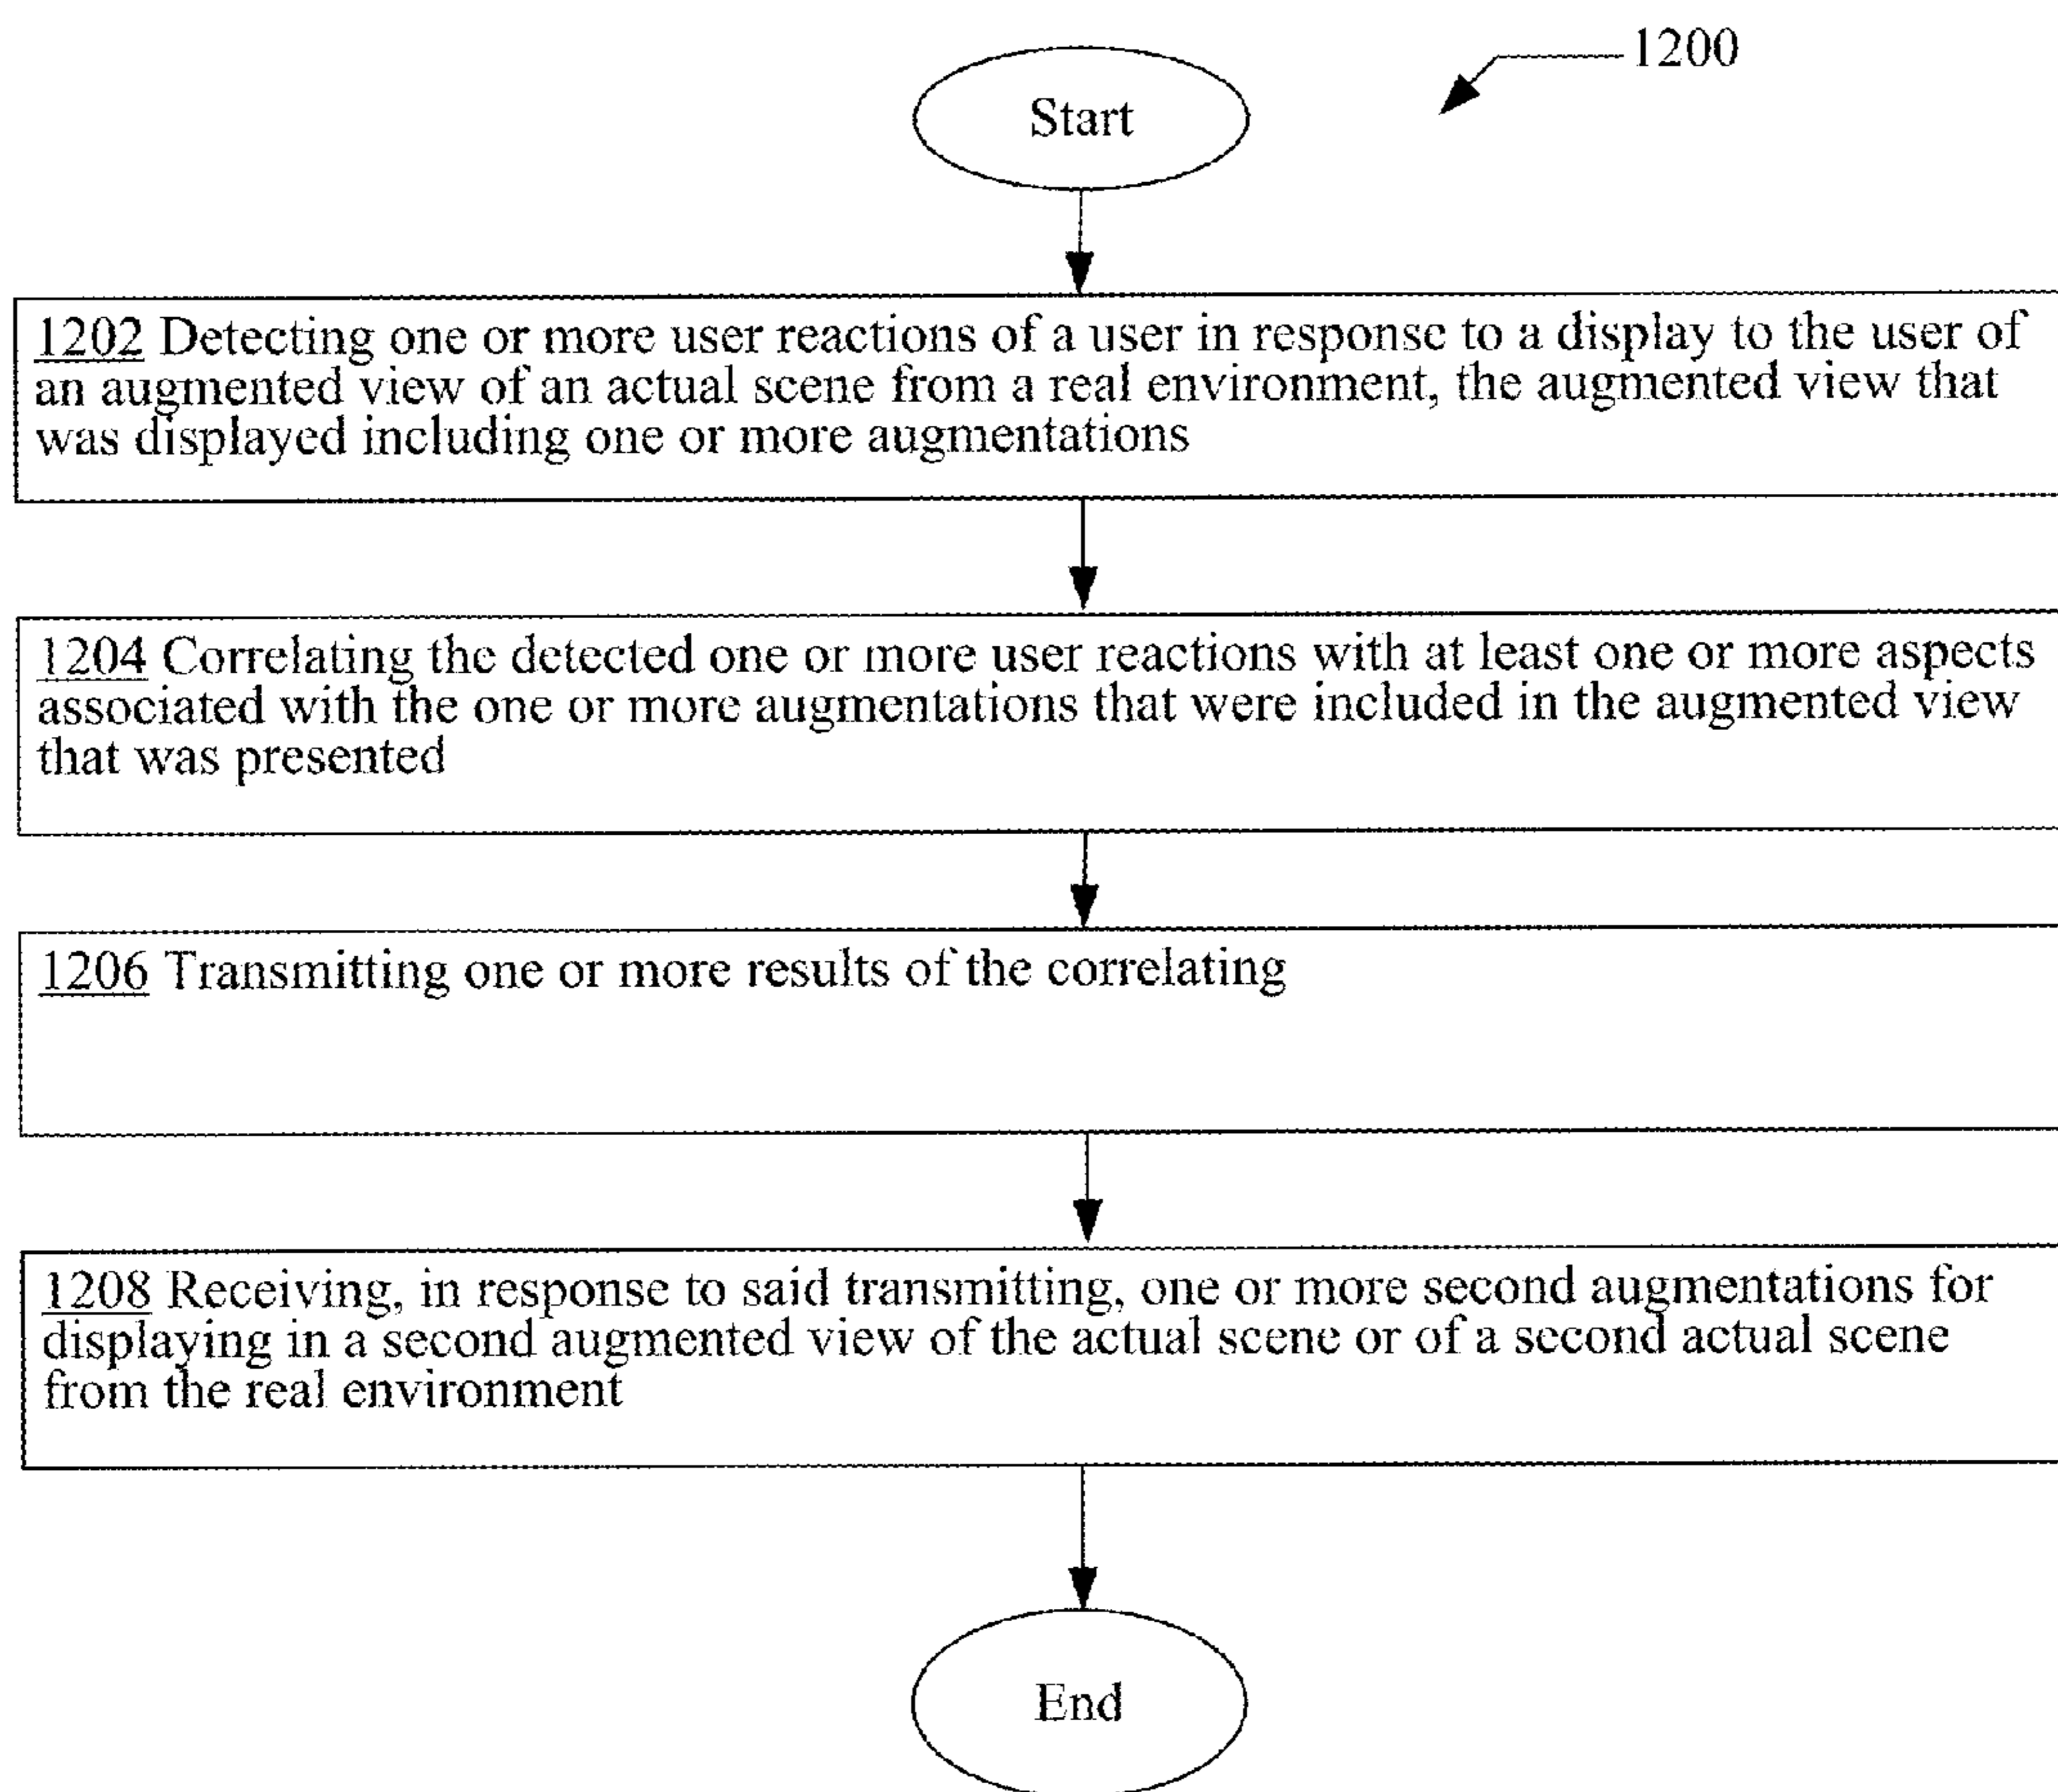 1200
Start
1202 Detecting one or more user reactions of a user in response to a display to the user of
an augmented view of an actual scene from a real environment, the augmented view that
was displayed including one or more augmentations
1204 Correlating the detected one or more user reactions with at least one or more aspects
associated with the one or more augmentations that were included in the augmented view
that was presented
1206 Transmitting one or more results of the correlating
1208 Receiving, in response to said transmitting, one or more second augmentations for
displaying in a second augmented view of the actual scene or of a second actual scene
from the real environment
End